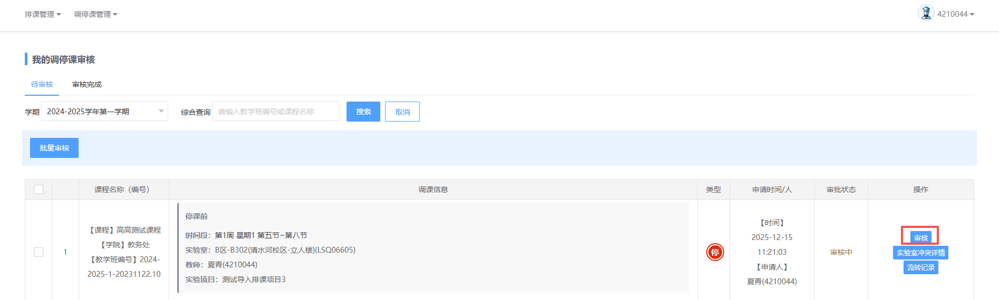 排课管理 调停课管理 4210044
我的调停课审核
待审核 审核完成
学期 2024-2025学年第一学期 综合查询 请输入教学班编号或课程名称 搜索 取消
批量审核
课程名称（编号） 调课信息 类型 申请时间/人 审批状态 操作
1
【课程】高高测试课程
【学院】教务处
【教学班编号】2024-
2025-1-20231122.10
停课前
时间段：第1周 星期1 第五节~第八节
实验室：B区-B302(清水河校区-立人楼)(LSQ06605)
教师：夏青(4210044)
实验项目：测试导入排课项目3
停
【时间】
2025-12-15
11:21:03
【申请人】
夏青(4210044)
审核中
审核
实验室冲突详情
流转记录